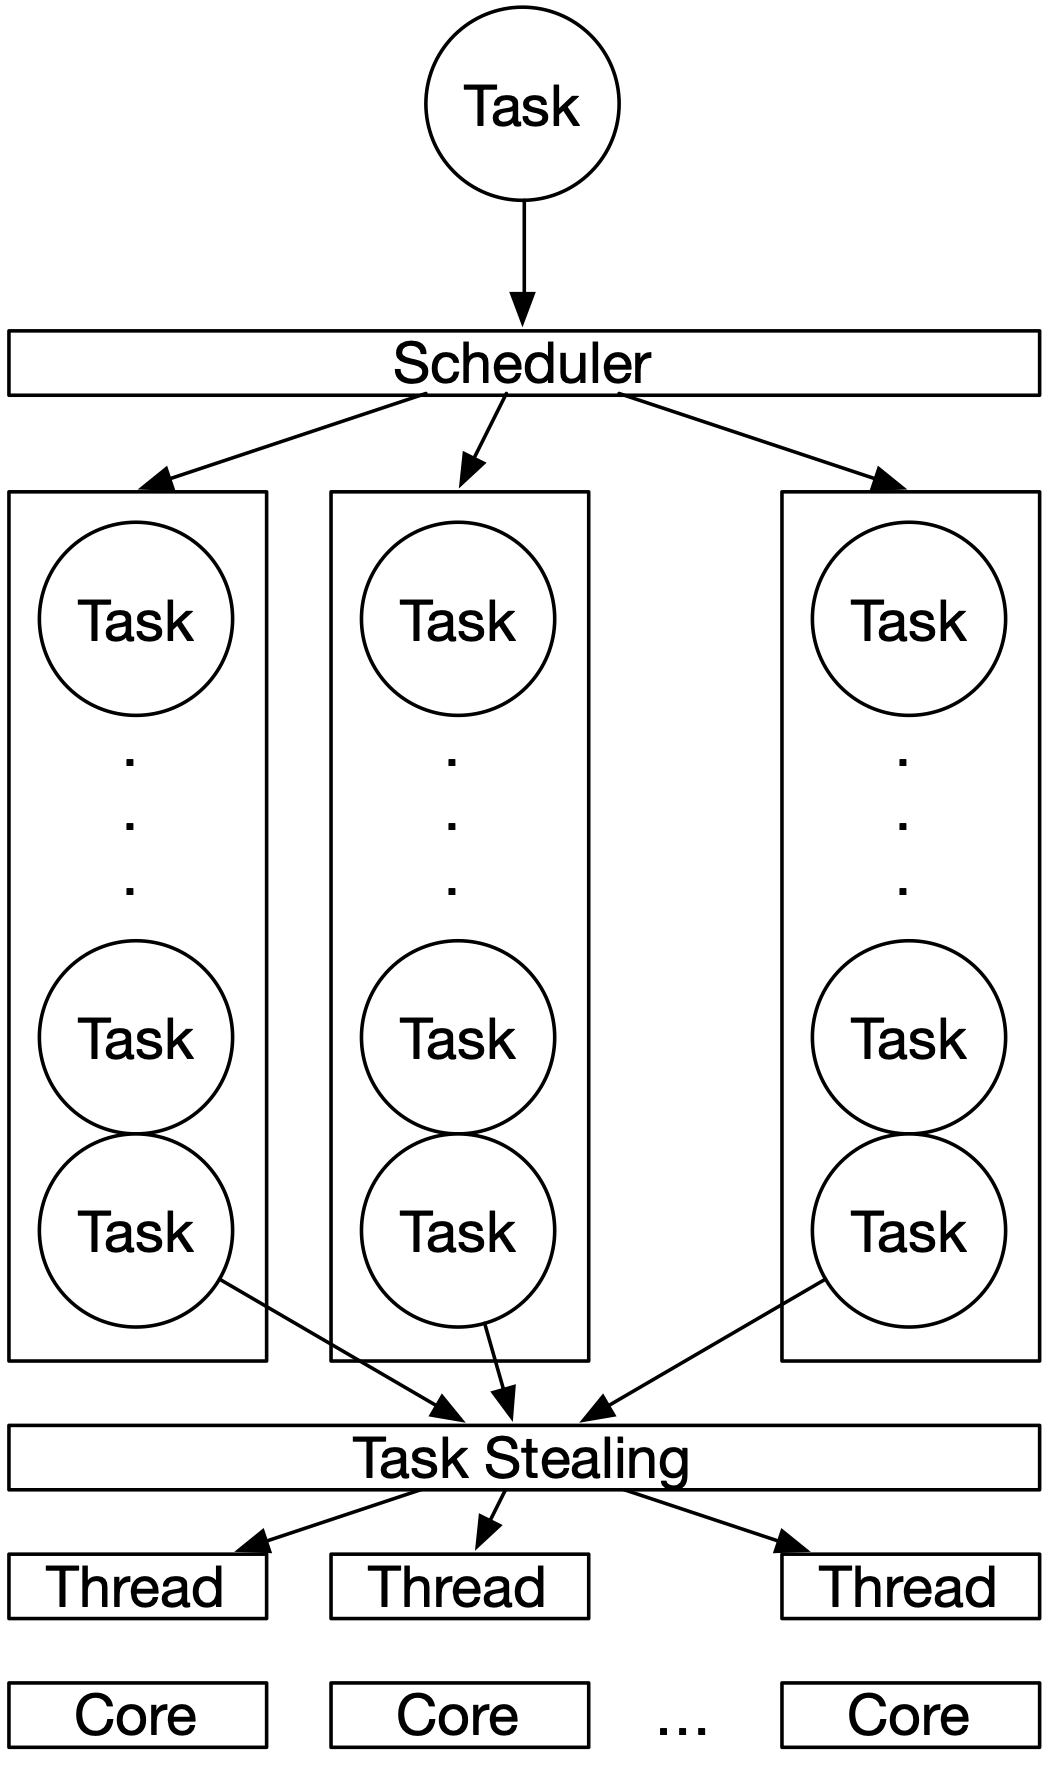 Task
Scheduler
Task Task Task
. . .
. . .
. . .
Task Task Task
Task Task Task
Task Stealing
Thread Thread Thread
Core Core ... Core